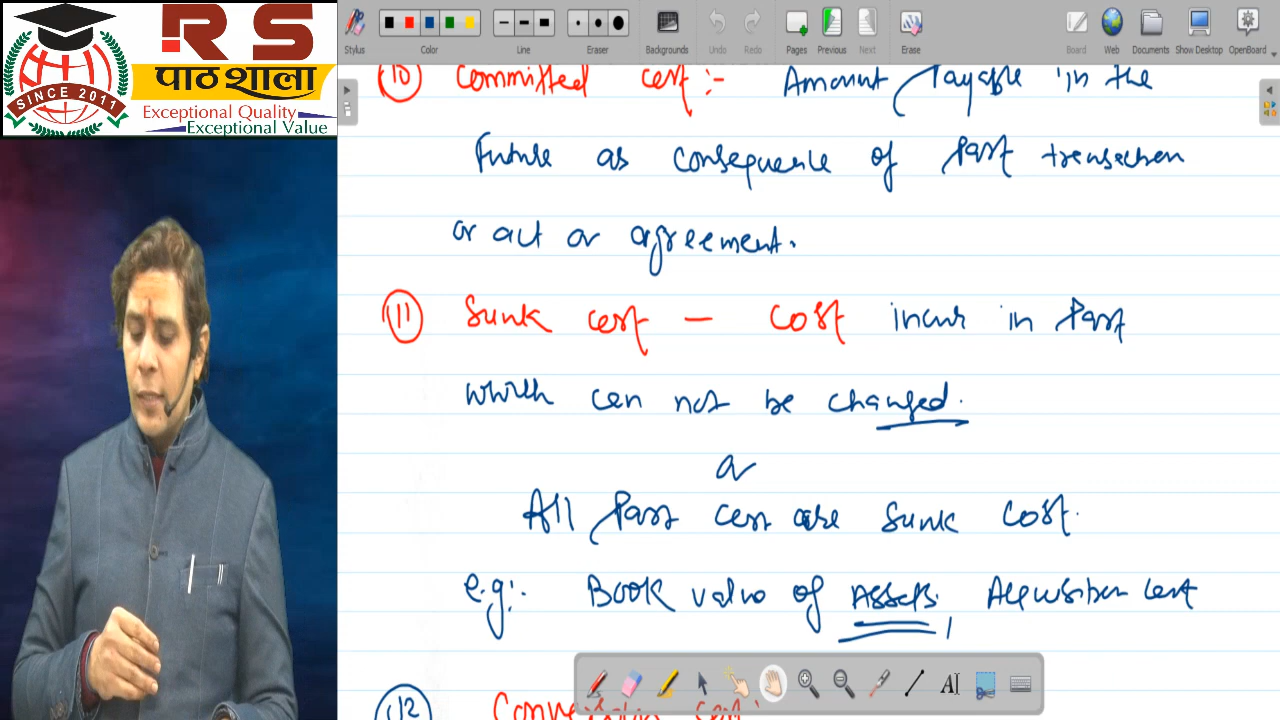 RS
पाठशाला
SINCE 2011
Exceptional Quality
Exceptional Value
Stylus
Color
Line
Eraser
Backgrounds
Undo
Redo
Pages
Previous
Next
Erase
Board
Web
Documents
Show Desktop
OpenBoard
10 Committed cost :- Amount Payable in the
Future as consequence of Past transaction
or act or agreement.
11 Sunk cost – Cost incur in Past
which can not be changed.
or
All Past cost are Sunk Cost.
e.g:- Book value of Assets, Acquisition cost
12 Conversion cost: